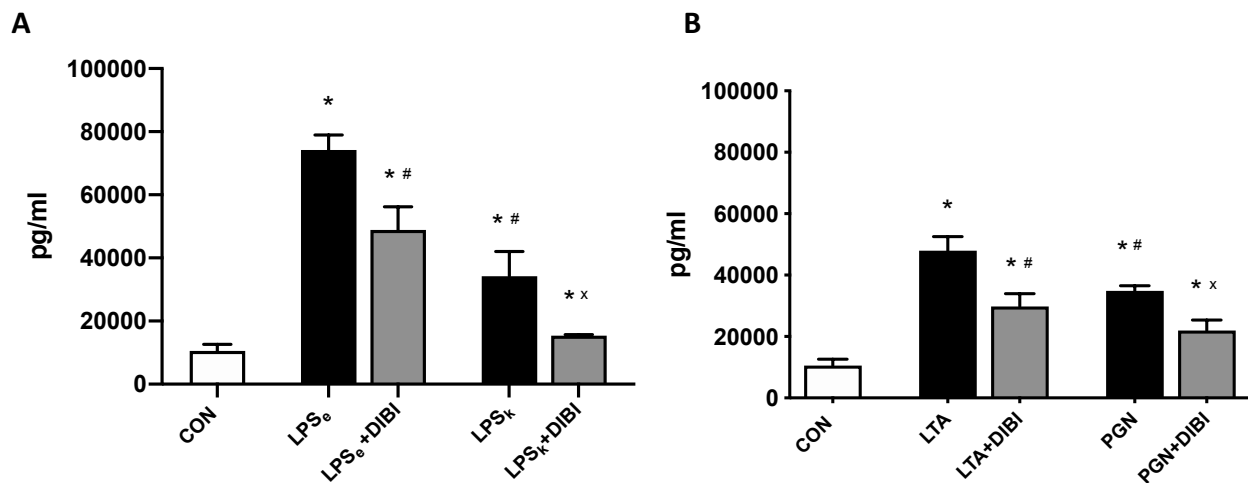 A
pg/ml
100000
80000
60000
40000
20000
0
*
* #
* #
* x
CON
LPSe
LPSe +DIBI
LPSk
LPSk+DIBI
B
pg/ml
100000
80000
60000
40000
20000
0
*
* #
* #
* x
CON
LTA
LTA+DIBI
PGN
PGN+DIBI